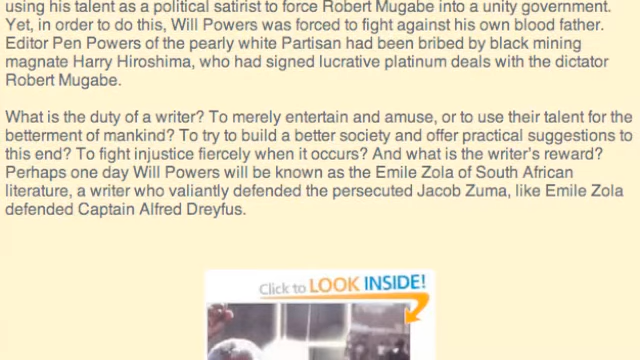 using his talent as a political satirist to force Robert Mugabe into a unity government.
Yet, in order to do this, Will Powers was forced to fight against his own blood father.
Editor Pen Powers of the pearly white Partisan had been bribed by black mining
magnate Harry Hiroshima, who had signed lucrative platinum deals with the dictator
Robert Mugabe.
What is the duty of a writer? To merely entertain and amuse, or to use their talent for the
betterment of mankind? To try to build a better society and offer practical suggestions to
this end? To fight injustice fiercely when it occurs? And what is the writer's reward?
Perhaps one day Will Powers will be known as the Emile Zola of South African
literature, a writer who valiantly defended the persecuted Jacob Zuma, like Emile Zola
defended Captain Alfred Dreyfus.
Click to LOOK INSIDE!